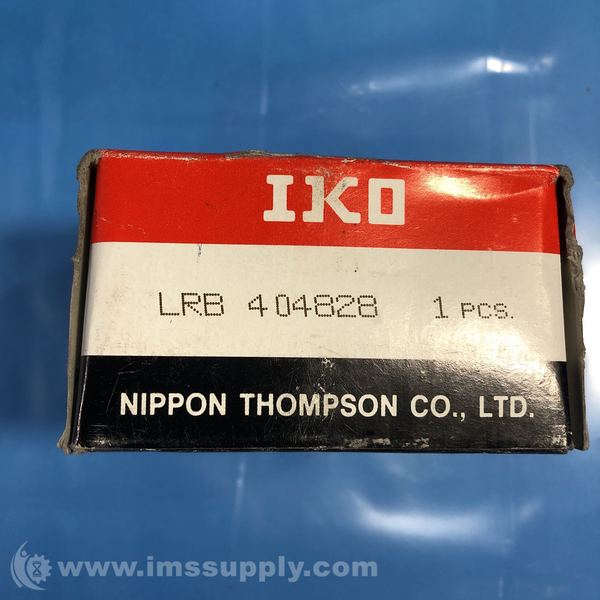 IKO
LRB 404828 1 PCS.
NIPPON THOMPSON CO., LTD.
www.imssupply.com